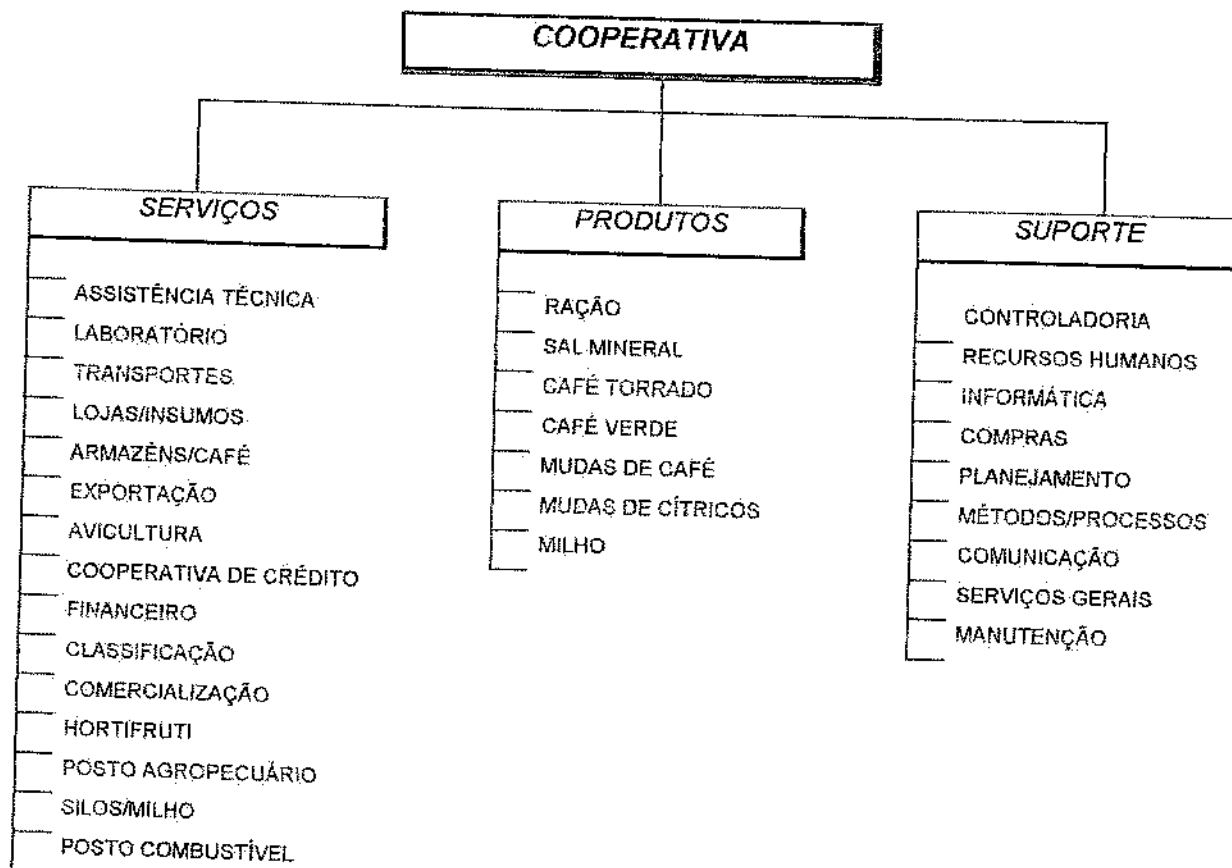 COOPERATIVA
SERVIÇOS
ASSISTÊNCIA TÉCNICA
LABORATÓRIO
TRANSPORTES
LOJAS/INSUMOS
ARMAZÉNS/CAFÉ
EXPORTAÇÃO
AVICULTURA
COOPERATIVA DE CRÉDITO
FINANCEIRO
CLASSIFICAÇÃO
COMERCIALIZAÇÃO
HORTIFRUTI
POSTO AGROPECUÁRIO
SILOS/MILHO
POSTO COMBUSTÍVEL
PRODUTOS
RAÇÃO
SAL MINERAL
CAFÉ TORRADO
CAFÉ VERDE
MUDAS DE CAFÉ
MUDAS DE CÍTRICOS
MILHO
SUPORTE
CONTROLADORIA
RECURSOS HUMANOS
INFORMÁTICA
COMPRAS
PLANEJAMENTO
MÉTODOS/PROCESSOS
COMUNICAÇÃO
SERVIÇOS GERAIS
MANUTENÇÃO